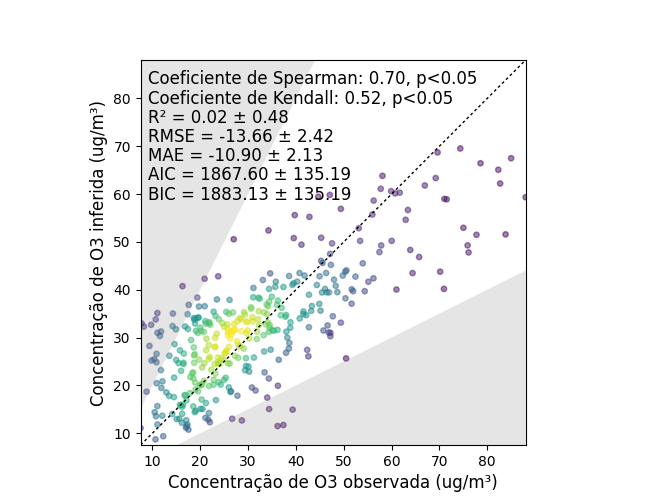 Coeficiente de Spearman: 0.70, p<0.05
Coeficiente de Kendall: 0.52, p<0.05
R² = 0.02 ± 0.48
RMSE = -13.66 ± 2.42
MAE = -10.90 ± 2.13
AIC = 1867.60 ± 135.19
BIC = 1883.13 ± 135.19
Concentração de O3 inferida (ug/m³)
80
70
60
50
40
30
20
10
10 20 30 40 50 60 70 80
Concentração de O3 observada (ug/m³)